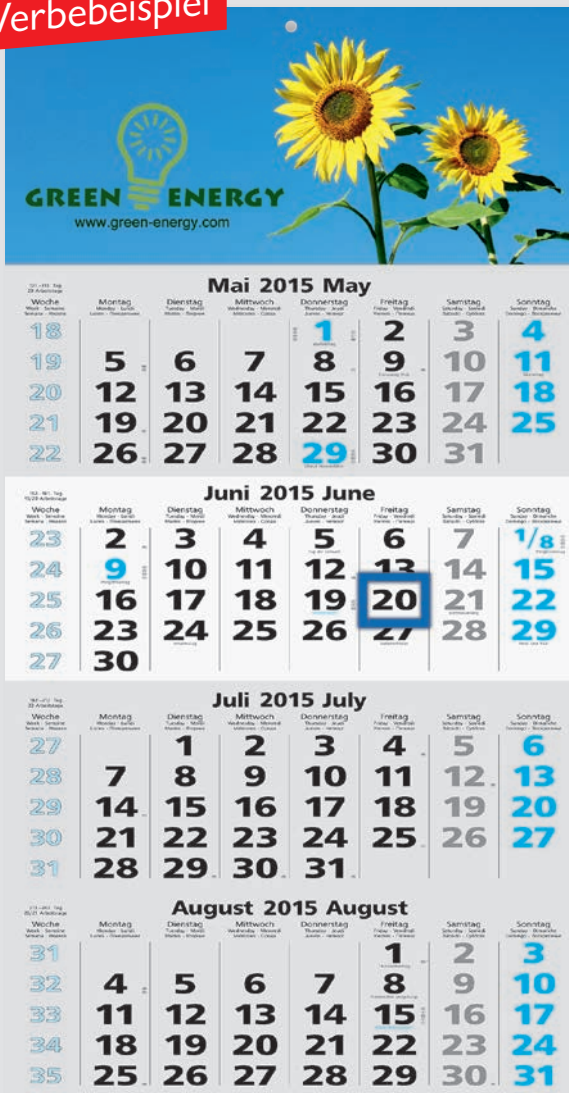 Werbebeispiel
GREEN ENERGY
www.green-energy.com
Mai 2015 May
Woche Montag Dienstag Mittwoch Donnerstag Freitag Samstag Sonntag
18 1 2 3 4
19 5 6 7 8 9 10 11
20 12 13 14 15 16 17 18
21 19 20 21 22 23 24 25
22 26 27 28 29 30 31
Juni 2015 June
Woche Montag Dienstag Mittwoch Donnerstag Freitag Samstag Sonntag
23 2 3 4 5 6 7 1/8
24 9 10 11 12 13 14 15
25 16 17 18 19 20 21 22
26 23 24 25 26 27 28 29
27 30
Juli 2015 July
Woche Montag Dienstag Mittwoch Donnerstag Freitag Samstag Sonntag
27 1 2 3 4 5 6
28 7 8 9 10 11 12 13
29 14 15 16 17 18 19 20
30 21 22 23 24 25 26 27
31 28 29 30 31
August 2015 August
Woche Montag Dienstag Mittwoch Donnerstag Freitag Samstag Sonntag
31 1 2 3
32 4 5 6 7 8 9 10
33 11 12 13 14 15 16 17
34 18 19 20 21 22 23 24
35 25 26 27 28 29 30 31